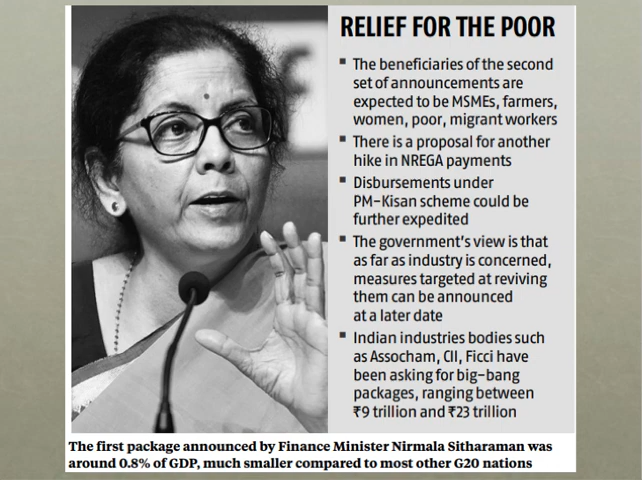 RELIEF FOR THE POOR
▪ The beneficiaries of the second
set of announcements are
expected to be MSMEs, farmers,
women, poor, migrant workers
▪ There is a proposal for another
hike in NREGA payments
▪ Disbursements under
PM-Kisan scheme could be
further expedited
▪ The government's view is that
as far as industry is concerned,
measures targeted at reviving
them can be announced
at a later date
▪ Indian industries bodies such
as Assocham, CII, Ficci have
been asking for big-bang
packages, ranging between
₹9 trillion and ₹23 trillion
The first package announced by Finance Minister Nirmala Sitharaman was
around 0.8% of GDP, much smaller compared to most other G20 nations